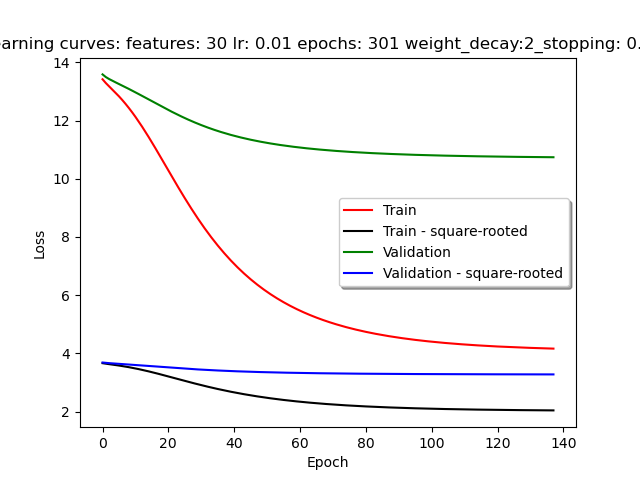 earning curves: features: 30 lr: 0.01 epochs: 301 weight_decay:2_stopping: 0.
14
12
10
8
6
4
2
Loss
Train
Train - square-rooted
Validation
Validation - square-rooted
0 20 40 60 80 100 120 140
Epoch